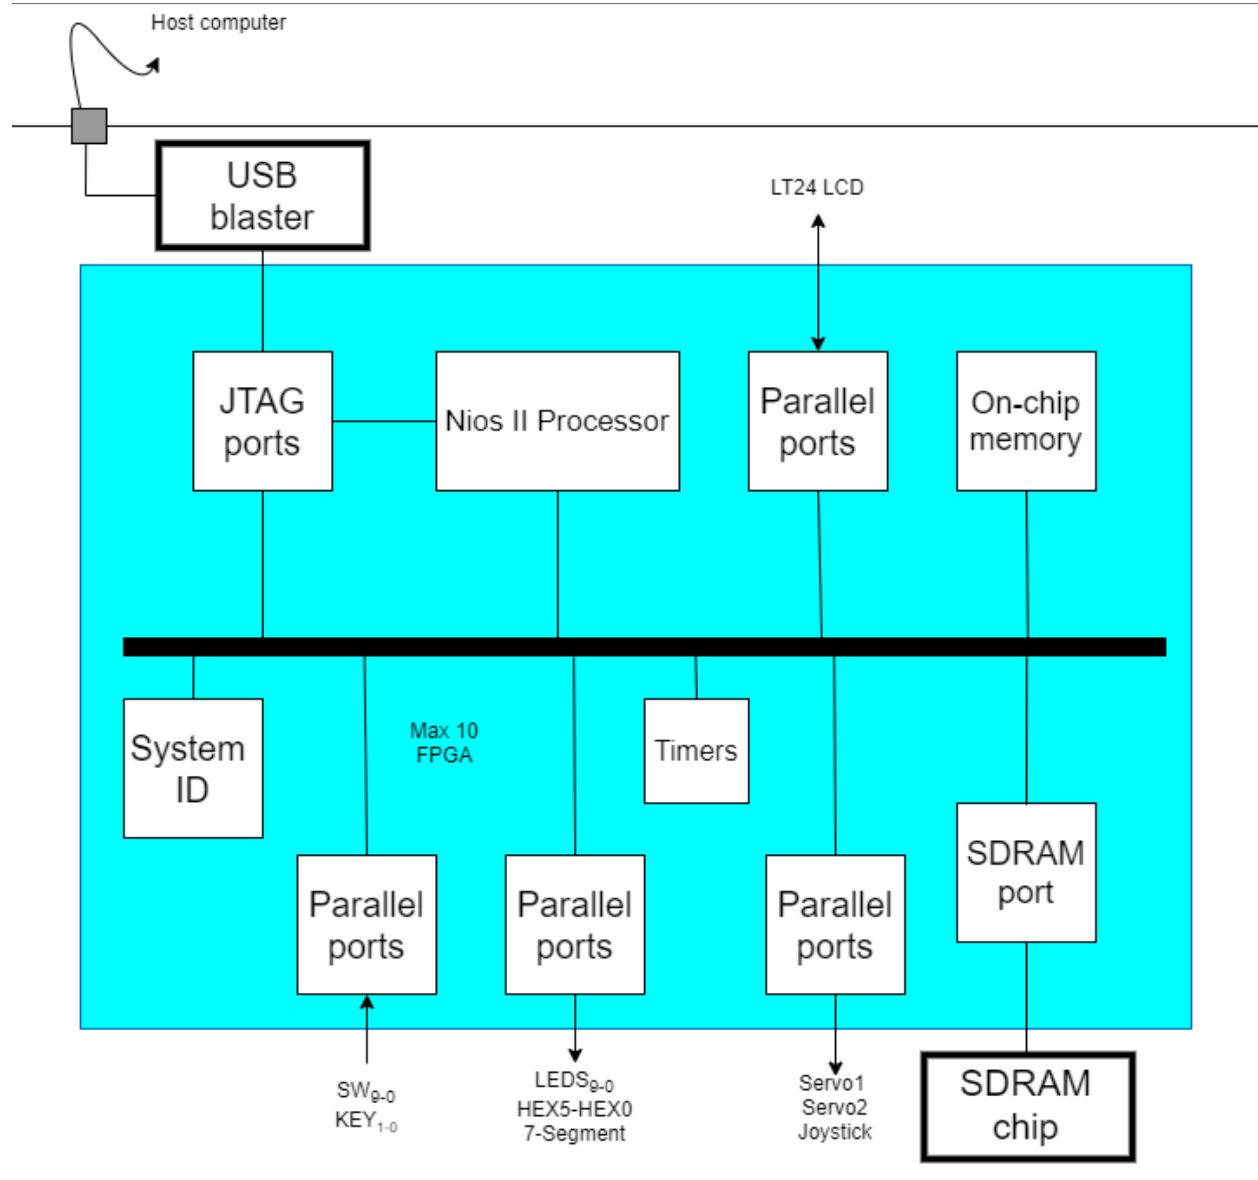 Host computer
USB
blaster
LT24 LCD
JTAG
ports
Nios II Processor
Parallel
ports
On-chip
memory
System
ID
Max 10
FPGA
Timers
Parallel
ports
Parallel
ports
Parallel
ports
SDRAM
port
SW9-0
KEY1-0
LEDS9-0
HEX5-HEX0
7-Segment
Servo1
Servo2
Joystick
SDRAM
chip